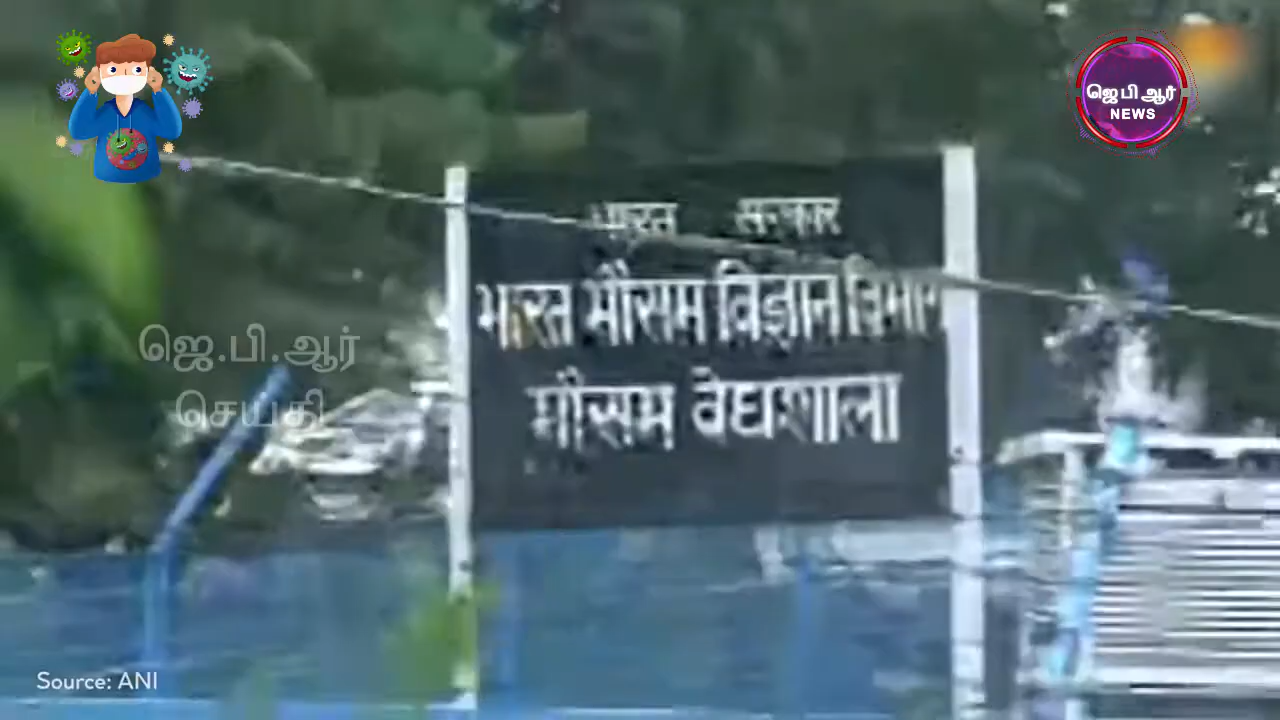 ஜெ பி ஆர்
NEWS
भारत सरकार
भारत मौसम विज्ञान विभाग
मौसम वेधशाला
ஜெ.பி.ஆர்
செய்தி
Source: ANI